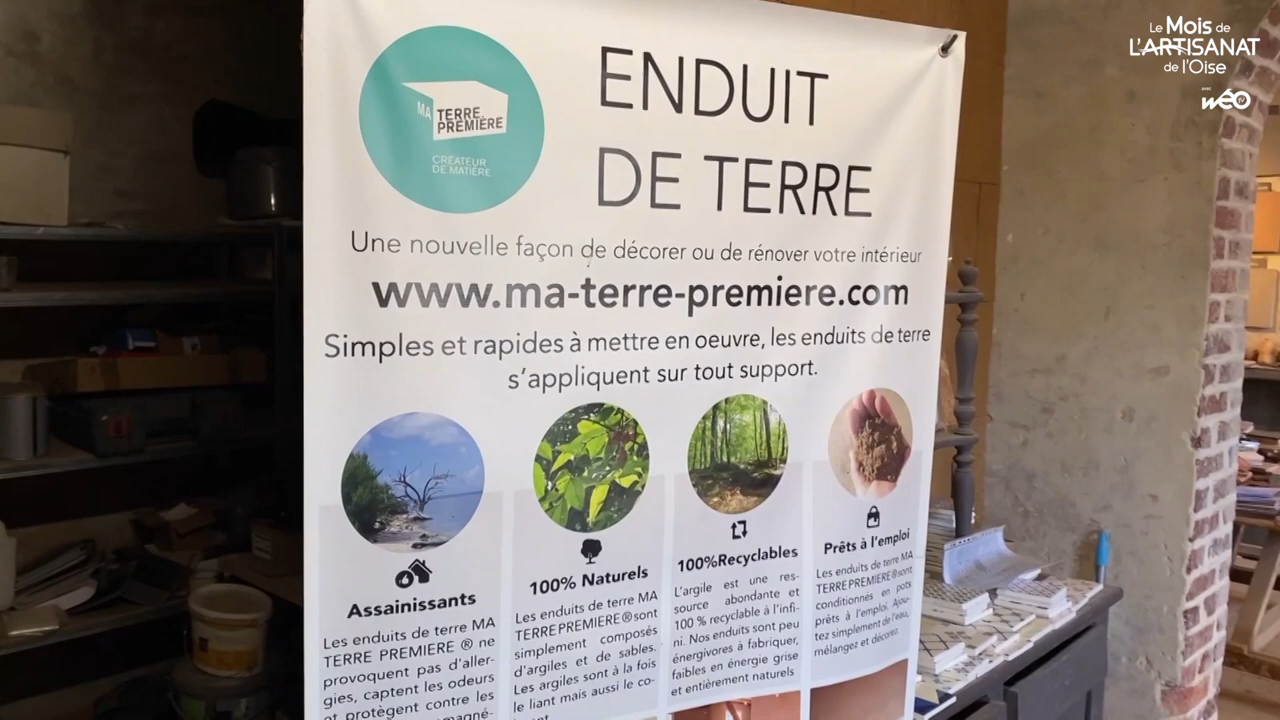 Le Mois de
L'ARTISANAT
de l'Oise
avec
wéo
MA TERRE
PREMIÈRE
CRÉATEUR
DE MATIÈRE
ENDUIT
DE TERRE
Une nouvelle façon de décorer ou de rénover votre intérieur
www.ma-terre-premiere.com
Simples et rapides à mettre en oeuvre, les enduits de terre
s'appliquent sur tout support.
Assainissants
Les enduits de terre MA
TERRE PREMIERE ® ne
provoquent pas d'aller-
gies, captent les odeurs
et protègent contre les
100% Naturels
Les enduits de terre MA
TERRE PREMIERE ® sont
simplement composés
d'argiles et de sables.
Les argiles sont à la fois
le liant mais aussi le co-
100%Recyclables
L'argile est une res-
source abondante et
100 % recyclable à l'infi-
ni. Nos enduits sont peu
énergivores à fabriquer,
faibles en énergie grise
et entièrement naturels
Prêts à l'emploi
Les enduits de terre MA
TERRE PREMIERE ® sont
conditionnés en pots
prêts à l'emploi. Ajou-
tez simplement de l'eau,
mélangez et décorez.